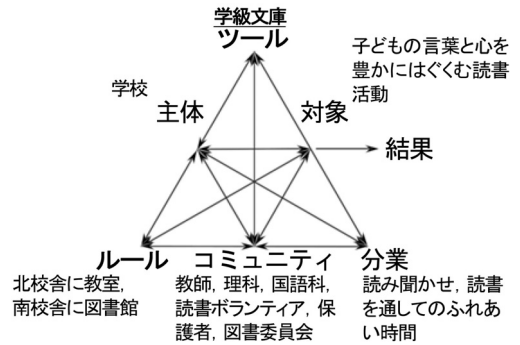 学級文庫
ツール
子どもの言葉と心を
豊かにはぐくむ読書
活動
学校
主体
対象
結果
ルール
コミュニティ
分業
北校舎に教室,
南校舎に図書館
教師, 理科, 国語科,
読書ボランティア, 保
護者, 図書委員会
読み聞かせ, 読書
を通してのふれあ
い時間